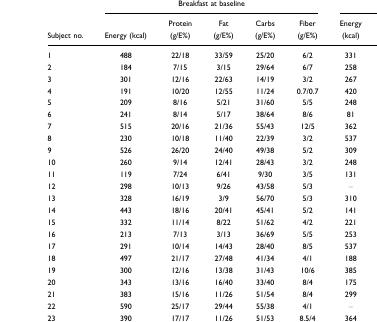 Breakfast at baseline
Protein Fat Carbs Fiber Energy
Subject no. Energy (kcal) (g/E%) (g/E%) (g/E%) (g/E%) (kcal)
1 488 22/18 33/59 25/20 6/2 331
2 184 7/15 3/15 29/64 6/7 258
3 301 12/16 22/63 14/19 3/2 267
4 191 10/20 12/55 11/24 0.7/0.7 420
5 209 8/16 5/21 31/60 5/5 248
6 241 8/14 5/17 38/64 8/6 81
7 515 20/16 21/36 55/43 12/5 362
8 230 10/18 11/40 22/39 3/2 537
9 526 26/20 24/40 49/38 5/2 309
10 260 9/14 12/41 28/43 3/2 248
11 119 7/24 6/41 9/30 3/5 131
12 298 10/13 9/26 43/58 5/3 –
13 328 16/19 3/9 56/70 5/3 310
14 443 18/16 20/41 45/41 5/2 141
15 332 11/14 8/22 51/62 4/2 221
16 213 7/13 3/13 36/69 5/5 253
17 291 10/14 14/43 28/40 8/5 537
18 497 21/17 27/48 41/34 4/1 188
19 300 12/16 13/38 31/43 10/6 385
20 343 13/16 16/40 33/40 8/4 175
21 383 15/16 11/26 51/54 8/4 299
22 590 25/17 29/44 55/38 4/1 –
23 390 17/17 11/26 51/53 8.5/4 364